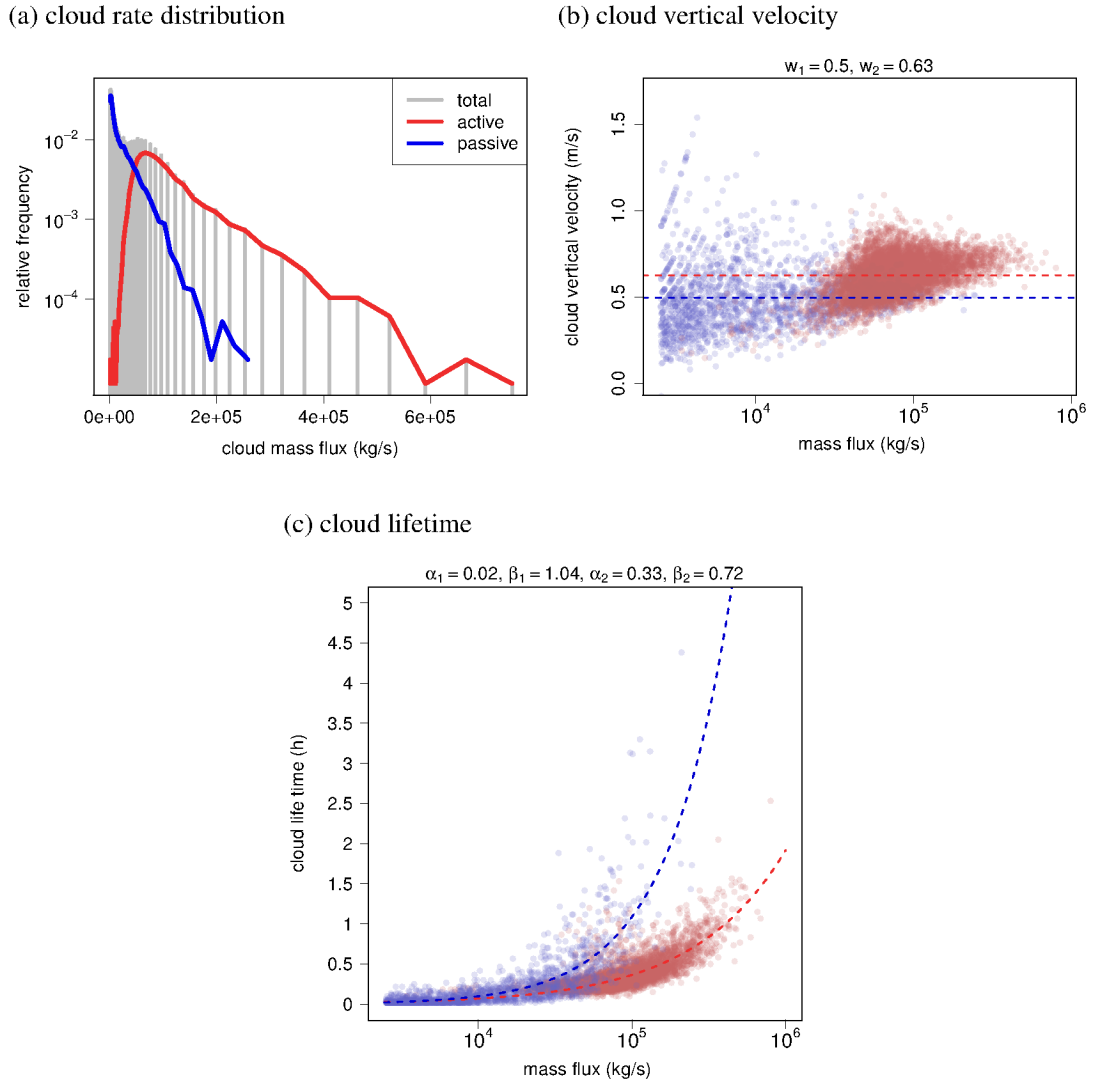 (a) cloud rate distribution
total
active
passive
relative frequency
10⁻²
10⁻³
10⁻⁴
0e+00 2e+05 4e+05 6e+05
cloud mass flux (kg/s)
(b) cloud vertical velocity
w₁ = 0.5, w₂ = 0.63
cloud vertical velocity (m/s)
1.5
1.0
0.5
0.0
10⁴ 10⁵ 10⁶
mass flux (kg/s)
(c) cloud lifetime
α₁ = 0.02, β₁ = 1.04, α₂ = 0.33, β₂ = 0.72
cloud life time (h)
5
4.5
4
3.5
3
2.5
2
1.5
1
0.5
0
10⁴ 10⁵ 10⁶
mass flux (kg/s)